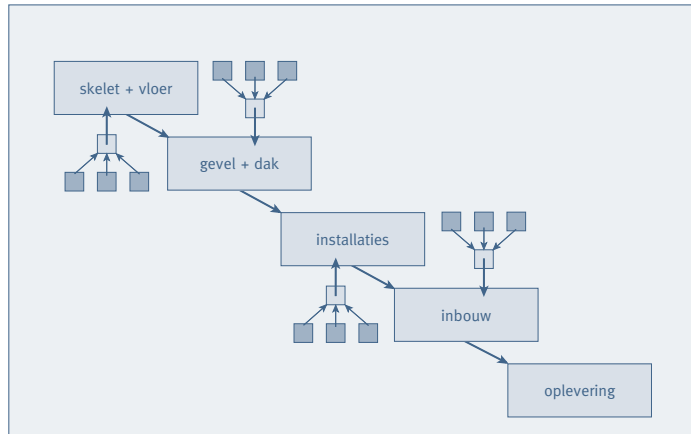 skelet + vloer
gevel + dak
installaties
inbouw
oplevering